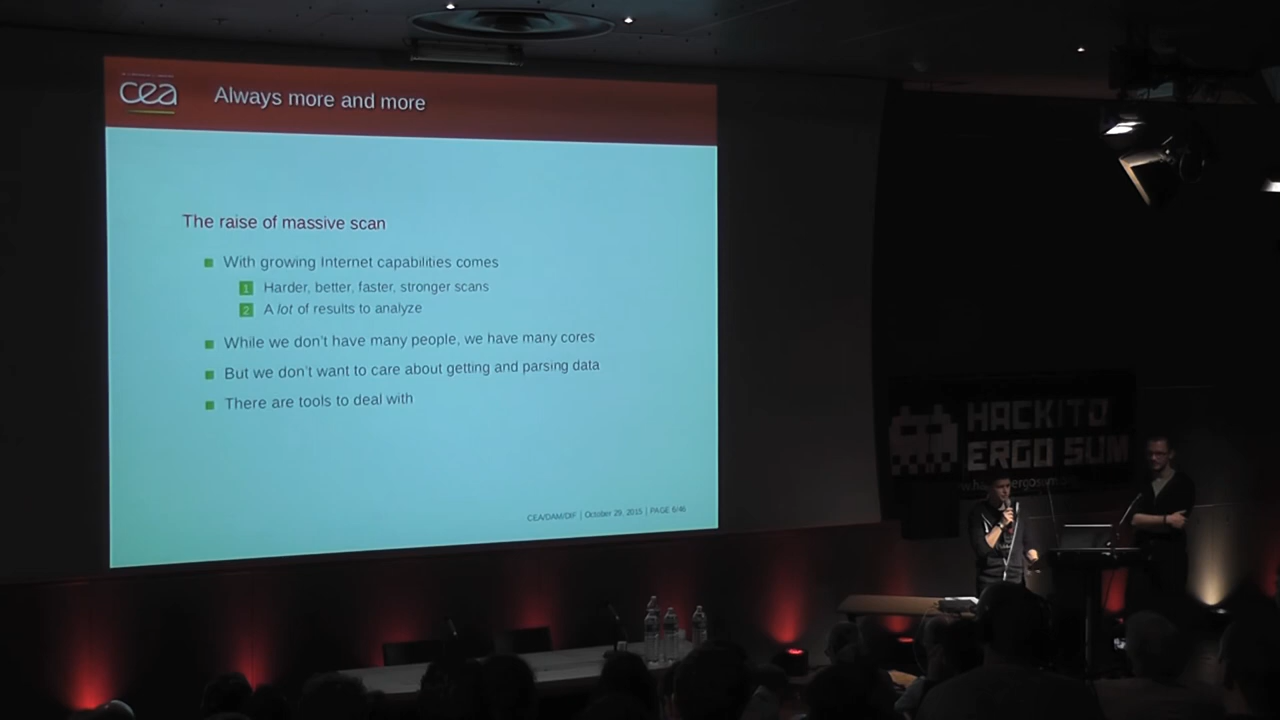 cea
Always more and more
The raise of massive scan
With growing Internet capabilities comes
1 Harder, better, faster, stronger scans
2 A lot of results to analyze
While we don't have many people, we have many cores
But we don't want to care about getting and parsing data
There are tools to deal with
CEA/DAM/DIF | October 29, 2015 | PAGE 6/46
HACKITO
ERGO SUM